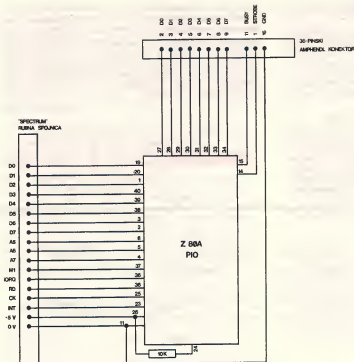 D0 D1 D2 D3 D4 D5 D6 D7 BUSY STROBE GND
2 3 4 5 6 7 8 9 11 1 16
36 PINSKI
AMPHENOL KONEKTOR
"SPECTRUM"
RUBNA SPOJNICA
27 28 29 30 31 32 33 34
15
14
D0 19
D1 20
D2 1
D3 40
D4 39
D5 38
D6 3
D7 2
A5 6
A6 5
A7 4
M1 37
IORQ 36
RD 35
CK 25
INT 23
+5 V 26
0 V 11
Z 80A
PIO
10K
24